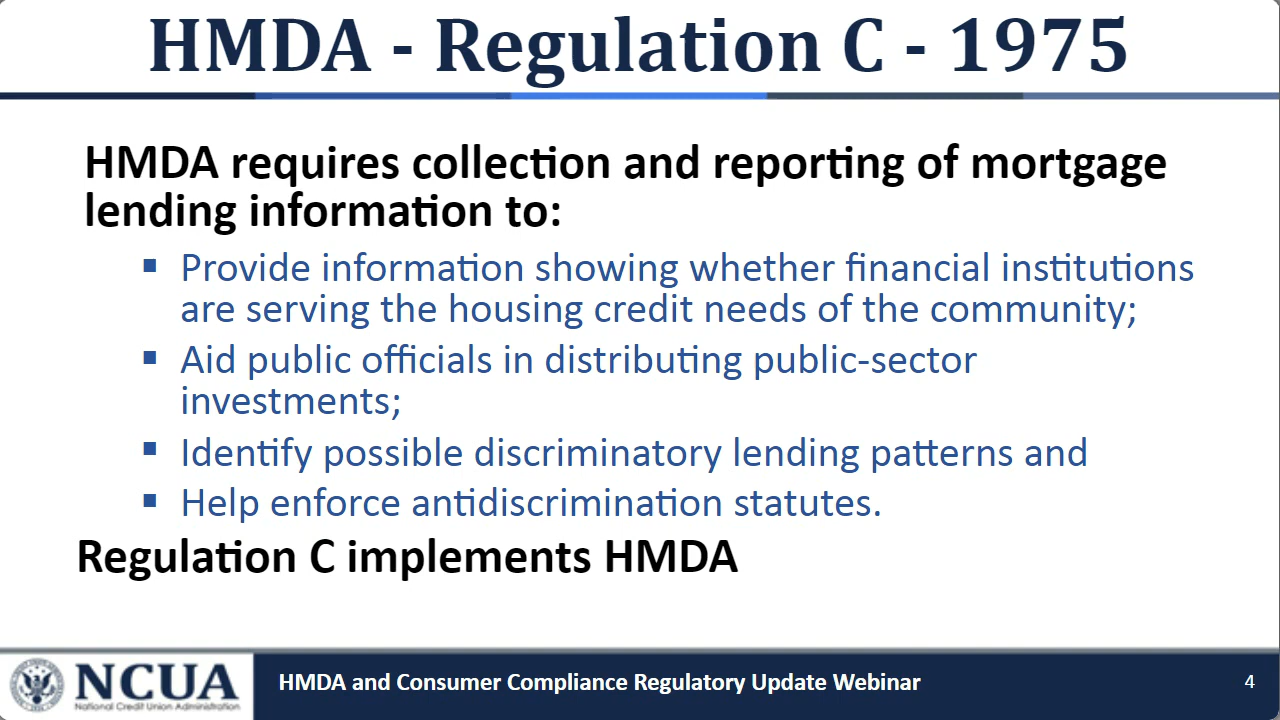 HMDA - Regulation C - 1975
HMDA requires collection and reporting of mortgage
lending information to:
▪ Provide information showing whether financial institutions
are serving the housing credit needs of the community;
▪ Aid public officials in distributing public-sector
investments;
▪ Identify possible discriminatory lending patterns and
▪ Help enforce antidiscrimination statutes.
Regulation C implements HMDA
NCUA
National Credit Union Administration
HMDA and Consumer Compliance Regulatory Update Webinar
4